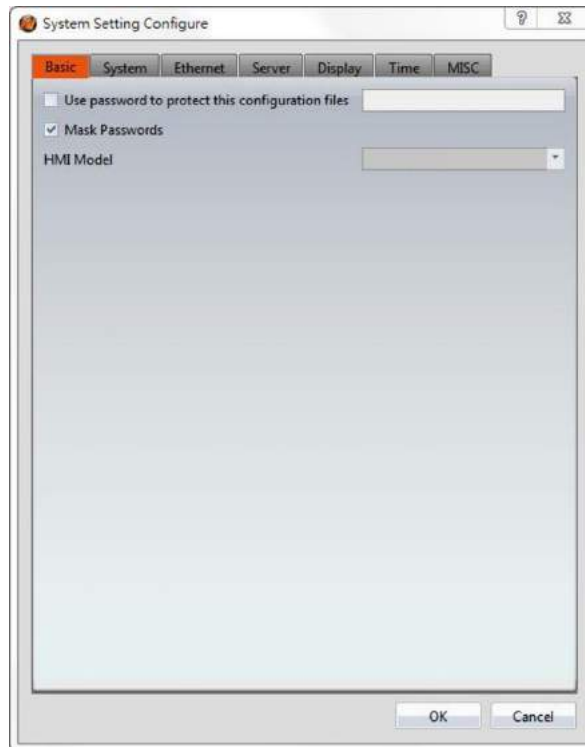 System Setting Configure
Basic System Ethernet Server Display Time MISC
Use password to protect this configuration files
Mask Passwords
HMI Model
OK Cancel